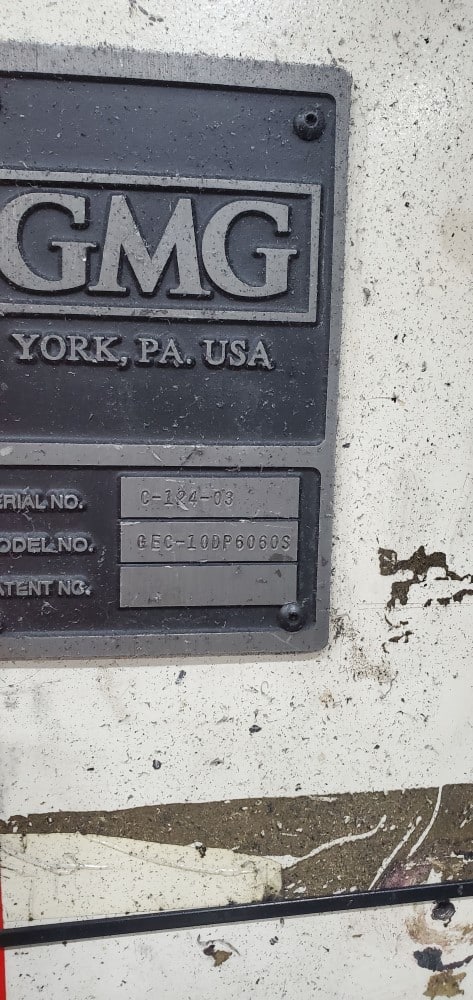 GMG
YORK, PA. USA
ERIAL NO. C-124-03
ODEL NO. GEC-10DP6060S
ATENT NO.